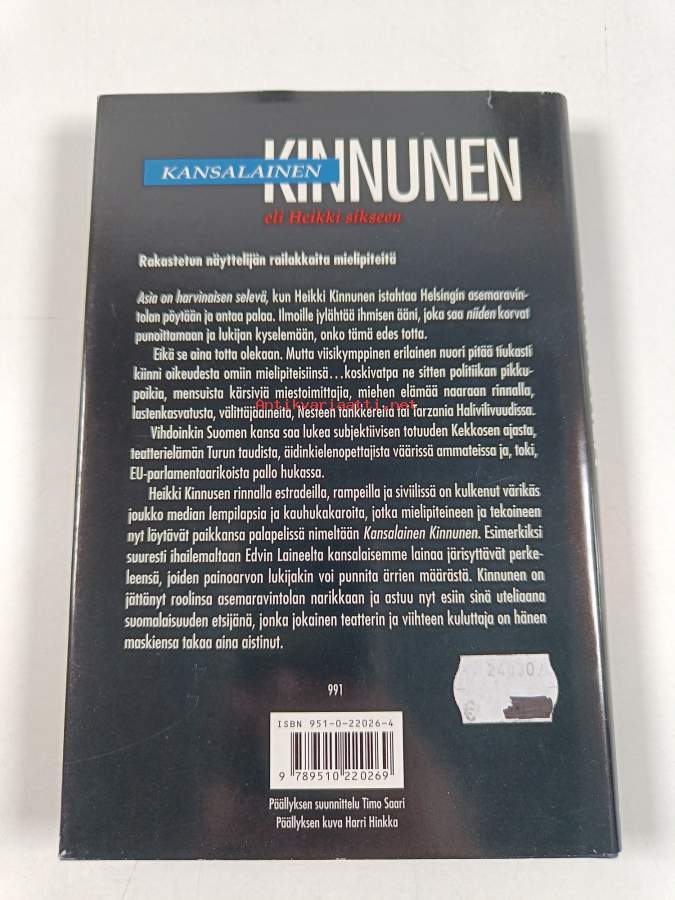 KANSALAINEN KINNUNEN
eli Heikki sikseen
Rakastetun näyttelijän railakkaita mielipiteitä
Asia on harvinaisen selevä, kun Heikki Kinnunen istahtaa Helsingin asemaravin-
tolan pöytään ja antaa palaa. Ilmoille jylähtää ihmisen ääni, joka saa niiden korvat
punoittamaan ja lukijan kyselemään, onko tämä edes totta.
Eikä se aina totta olekaan. Mutta viisikymppinen erilainen nuori pitää tiukasti
kiinni oikeudesta omiin mielipiteisiinsä...koskivatpa ne sitten politiikan pikku-
poikia, mensuista kärsiviä miestoimittajia, miehen elämää naaraan rinnalla,
lastenkasvatusta, välittäjäaineita, Nesteen tankkereita tai Tarzania Halivilivuudissa.
Antikvariaatti.net
Vihdoinkin Suomen kansa saa lukea subjektiivisen totuuden Kekkosen ajasta,
teatterielämän Turun taudista, äidinkielenopettajista väärissä ammateissa ja, toki,
EU-parlamentaarikoista pallo hukassa.
Heikki Kinnusen rinnalla estradeilla, rampeilla ja siviilissä on kulkenut värikäs
joukko median lempilapsia ja kauhukakaroita, jotka mielipiteineen ja tekoineen
nyt löytävät paikkansa palapelissä nimeltään Kansalainen Kinnunen. Esimerkiksi
suuresti ihailemaltaan Edvin Laineelta kansalaisemme lainaa järisyttävät perke-
leensä, joiden painoarvon lukijakin voi punnita ärrien määrästä. Kinnunen on
jättänyt roolinsa asemaravintolan narikkaan ja astuu nyt esiin sinä uteliaana
suomalaisuuden etsijänä, jonka jokainen teatterin ja viihteen kuluttaja on hänen
maskiensa takaa aina aistinut.
991
ISBN 951-0-22026-4
9 789510 220269
Päällyksen suunnittelu Timo Saari
Päällyksen kuva Harri Hinkka